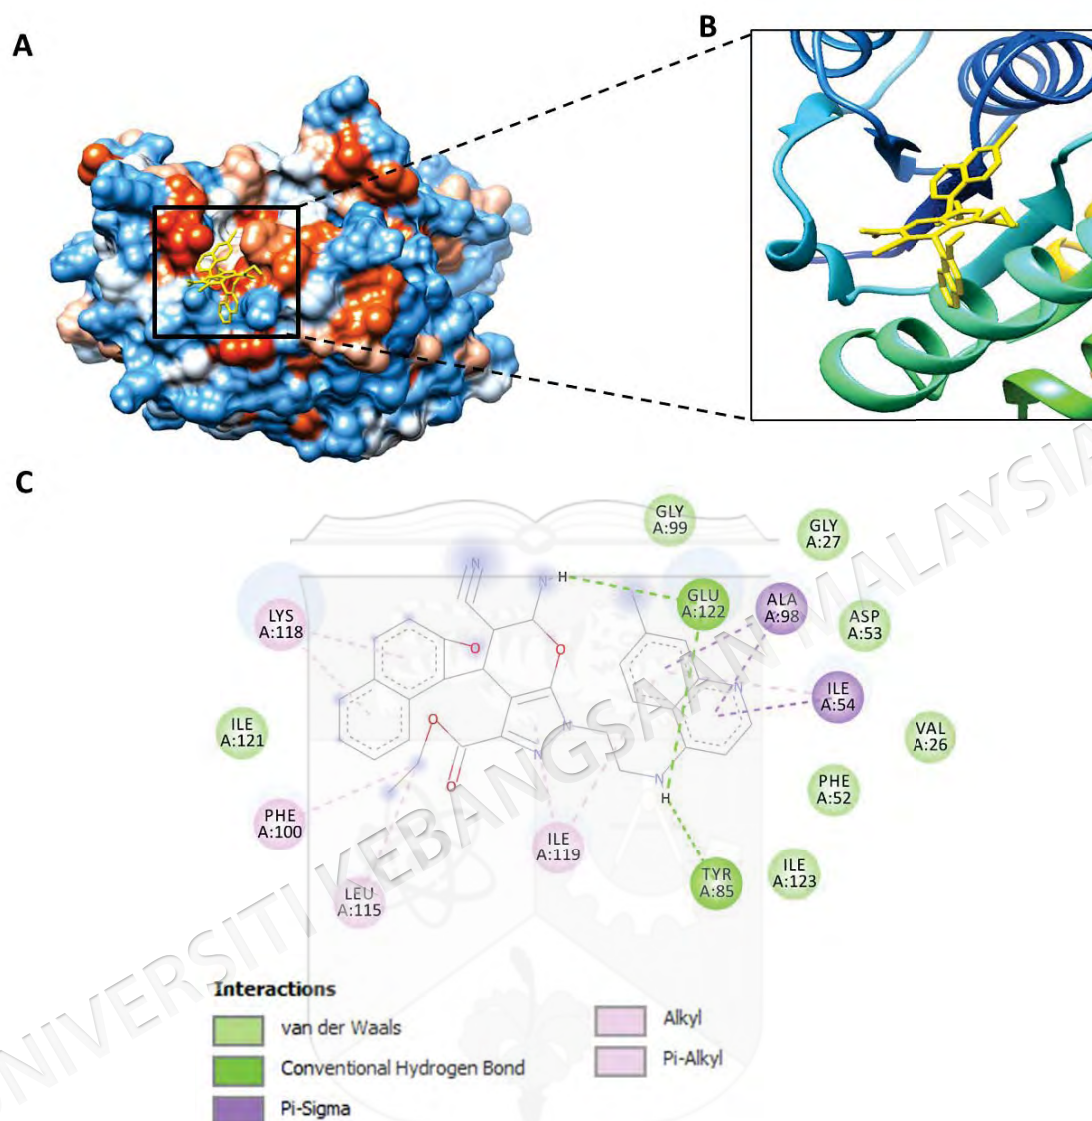 A
B
C
GLY
A:99
GLY
A:27
GLU
A:122
ALA
A:98
ASP
A:53
LYS
A:118
ILE
A:54
ILE
A:121
VAL
A:26
PHE
A:52
PHE
A:100
ILE
A:119
ILE
A:123
TYR
A:85
LEU
A:115
N
N
H
O
O
O
O
N
N
N
N
H
Interactions
van der Waals
Conventional Hydrogen Bond
Pi-Sigma
Alkyl
Pi-Alkyl
UNIVERSITI KEBANGSAAN MALAYSIA